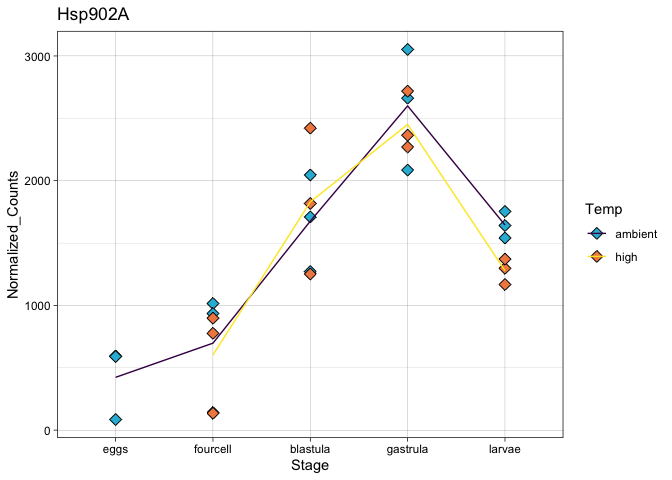 Hsp902A
3000
2000
1000
0
Normalized_Counts
eggs fourcell blastula gastrula larvae
Stage
Temp
ambient
high